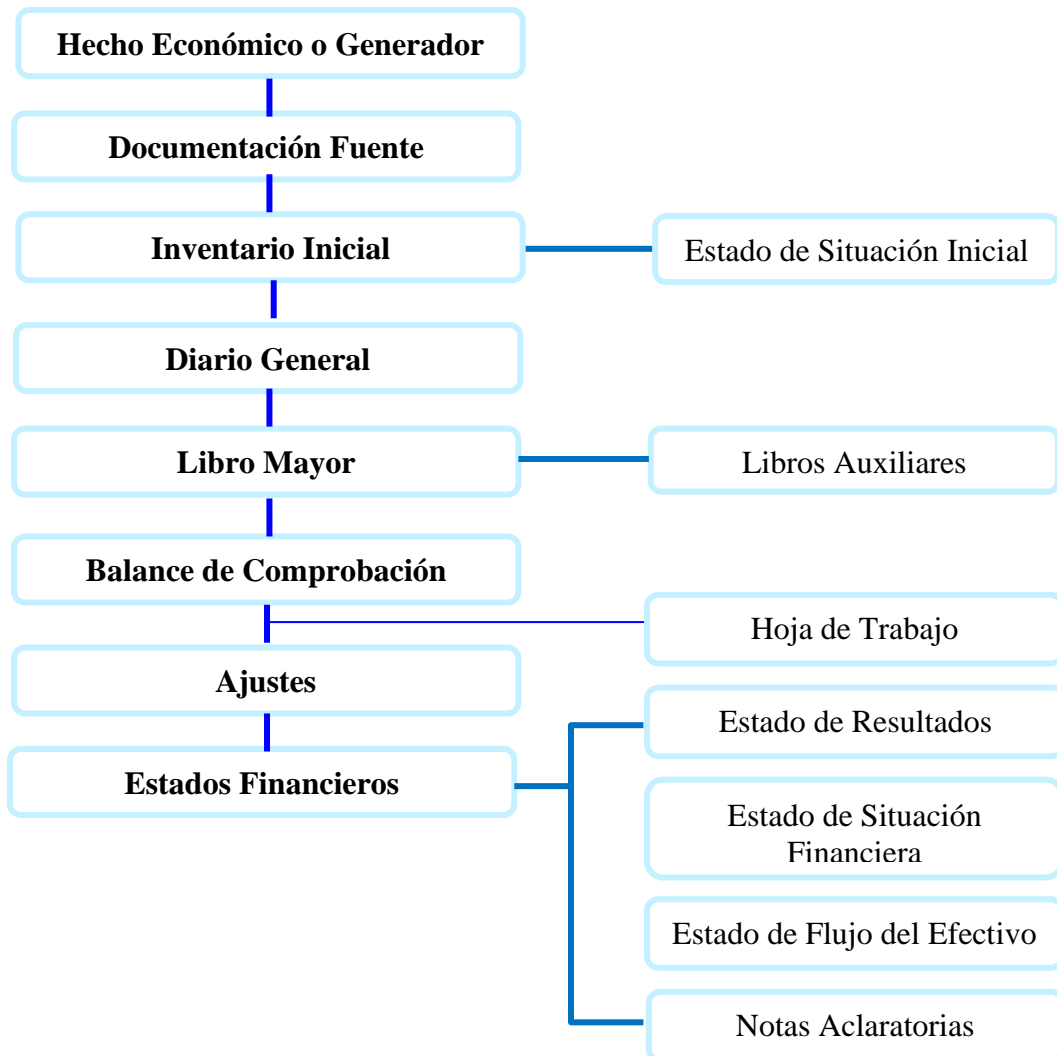 Hecho Económico o Generador
Documentación Fuente
Inventario Inicial
Estado de Situación Inicial
Diario General
Libro Mayor
Libros Auxiliares
Balance de Comprobación
Hoja de Trabajo
Ajustes
Estado de Resultados
Estados Financieros
Estado de Situación
Financiera
Estado de Flujo del Efectivo
Notas Aclaratorias